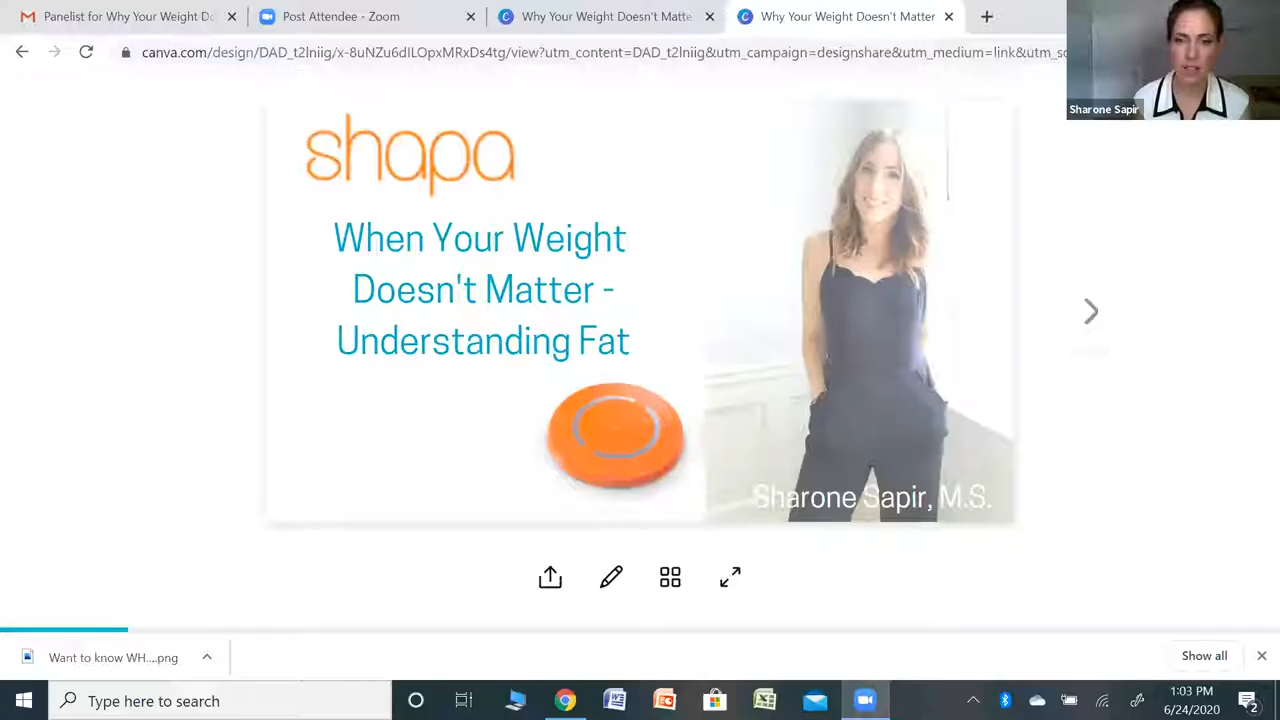 Panelist for Why Your Weight Do
Post Attendee - Zoom
Why Your Weight Doesn't Matte
Why Your Weight Doesn't Matter
canva.com/design/DAD_t2lniig/x-8uNZu6dILOpxMRxDs4tg/view?utm_content=DAD_t2lniig&utm_campaign=designshare&utm_medium=link&utm_so
Sharone Sapir
shapa
When Your Weight
Doesn't Matter -
Understanding Fat
Sharone Sapir, M.S.
Want to know WH....png
Show all
Type here to search
1:03 PM
6/24/2020
2